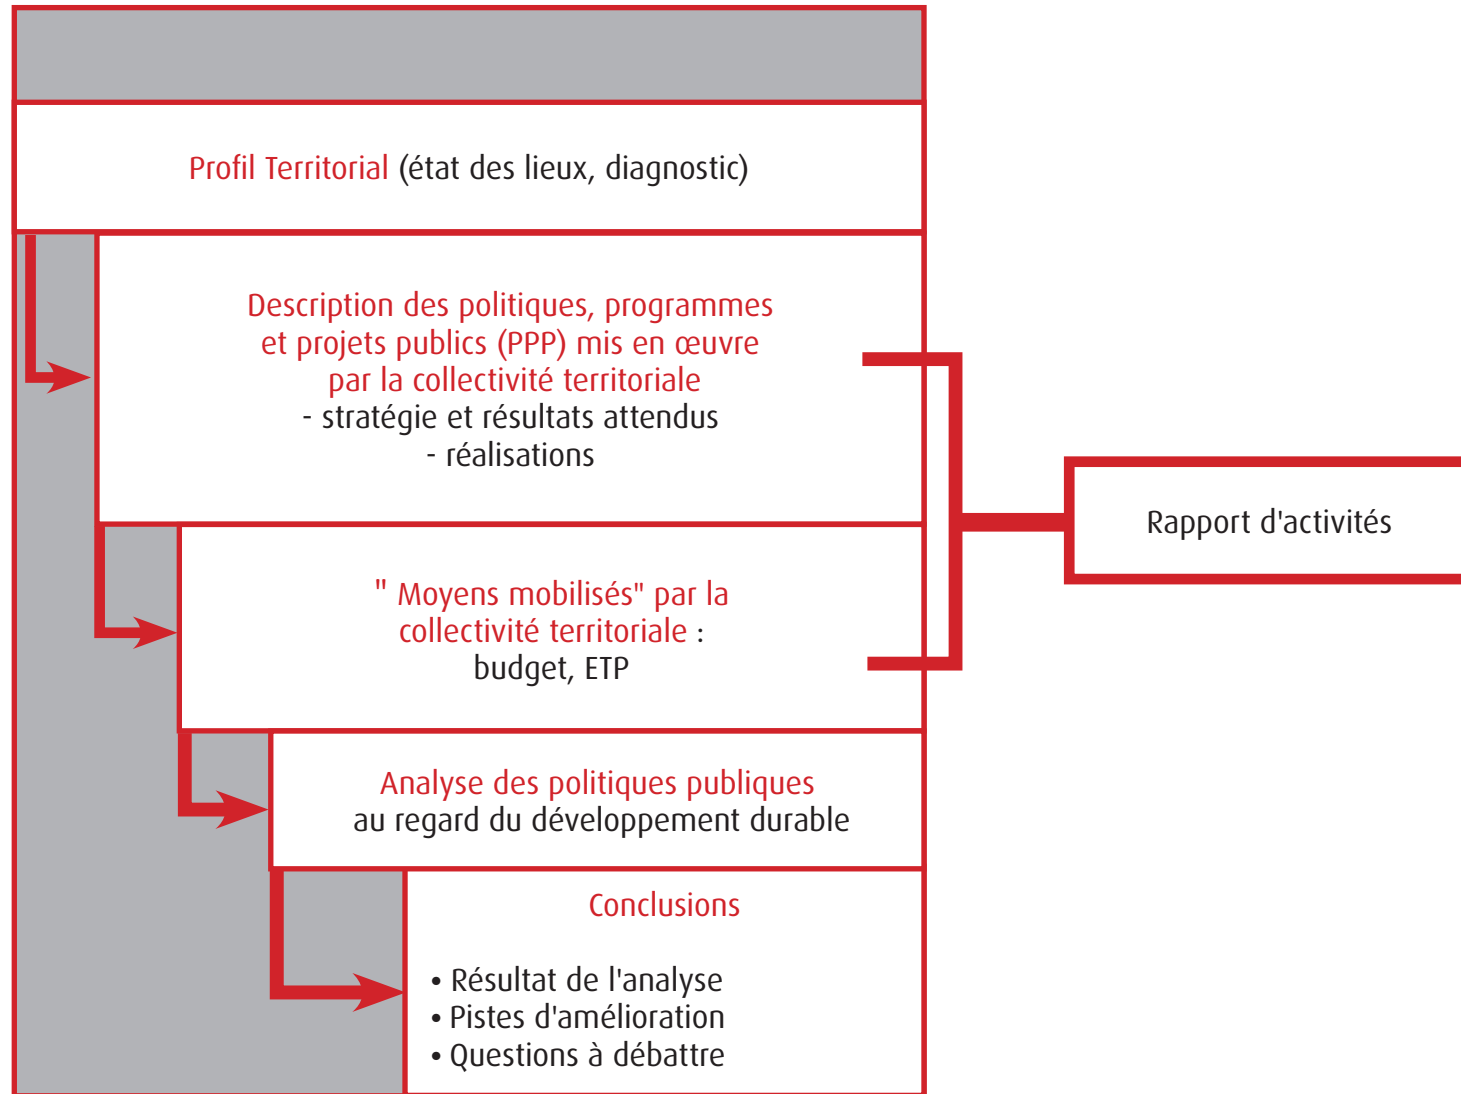 Profil Territorial (état des lieux, diagnostic)
Description des politiques, programmes
et projets publics (PPP) mis en œuvre
par la collectivité territoriale
- stratégie et résultats attendus
- réalisations
Rapport d'activités
" Moyens mobilisés" par la
collectivité territoriale :
budget, ETP
Analyse des politiques publiques
au regard du développement durable
Conclusions
• Résultat de l'analyse
• Pistes d'amélioration
• Questions à débattre